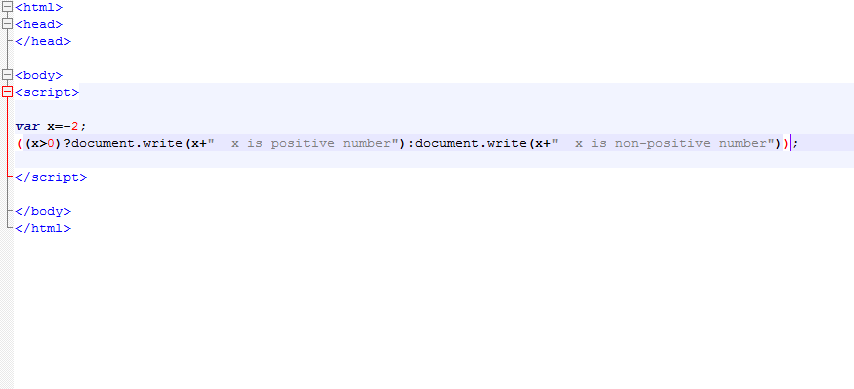 <html>
<head>
</head>
<body>
<script>
var x=-2;
((x>0)?document.write(x+"  x is positive number"):document.write(x+"  x is non-positive number"));
</script>
</body>
</html>